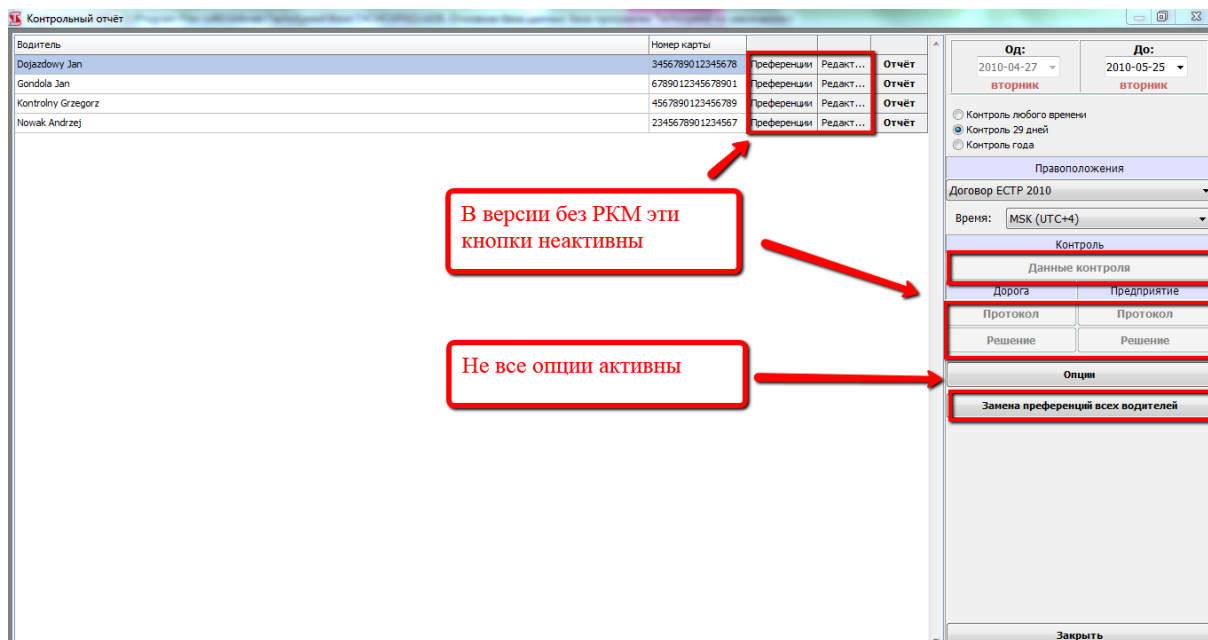 Контрольный отчёт
Водитель Номер карты
Dojazdowy Jan 3456789012345678 Преференции Редакт... Отчёт
Gondola Jan 6789012345678901 Преференции Редакт... Отчёт
Kontrolny Grzegorz 4567890123456789 Преференции Редакт... Отчёт
Nowak Andrzej 2345678901234567 Преференции Редакт... Отчёт
В версии без РКМ эти
кнопки неактивны
Не все опции активны
Од: До:
2010-04-27 2010-05-25
вторник вторник
Контроль любого времени
Контроль 29 дней
Контроль года
Правоположения
Договор ЕСТР 2010
Время: MSK (UTC+4)
Контроль
Данные контроля
Дорога Предприятие
Протокол Протокол
Решение Решение
Опции
Замена преференций всех водителей
Закрыть